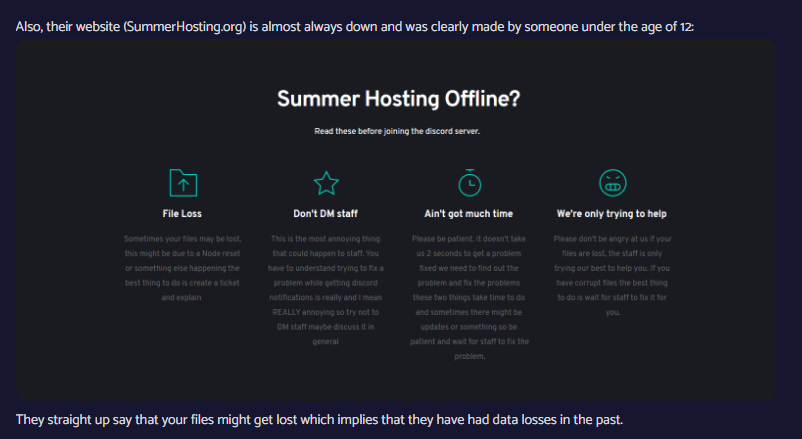 Also, their website (SummerHosting.org) is almost always down and was clearly made by someone under the age of 12:
Summer Hosting Offline?
Read these before joining the discord server.
File Loss
Sometimes your files may be lost,
this might be due to a Node reset
or something else happening the
best thing to do is create a ticket
and explain
Don't DM staff
This is the most annoying thing
that could happen to staff. You
have to understand trying to fix a
problem while getting discord
notifications is really and I mean
REALLY annoying so try not to
DM staff maybe discuss it in
general
Ain't got much time
Please be patient. It doesn't take
us 2 seconds to get a problem
fixed we need to find out the
problem and fix the problems
these two things take time to do
and sometimes there might be
updates or something so be
patient and wait for staff to fix the
problem.
We're only trying to help
Please don't be angry at us if your
files are lost, the staff is only
trying our best to help you. If you
have corrupt files the best thing
to do is wait for staff to fix it for
you.
They straight up say that your files might get lost which implies that they have had data losses in the past.